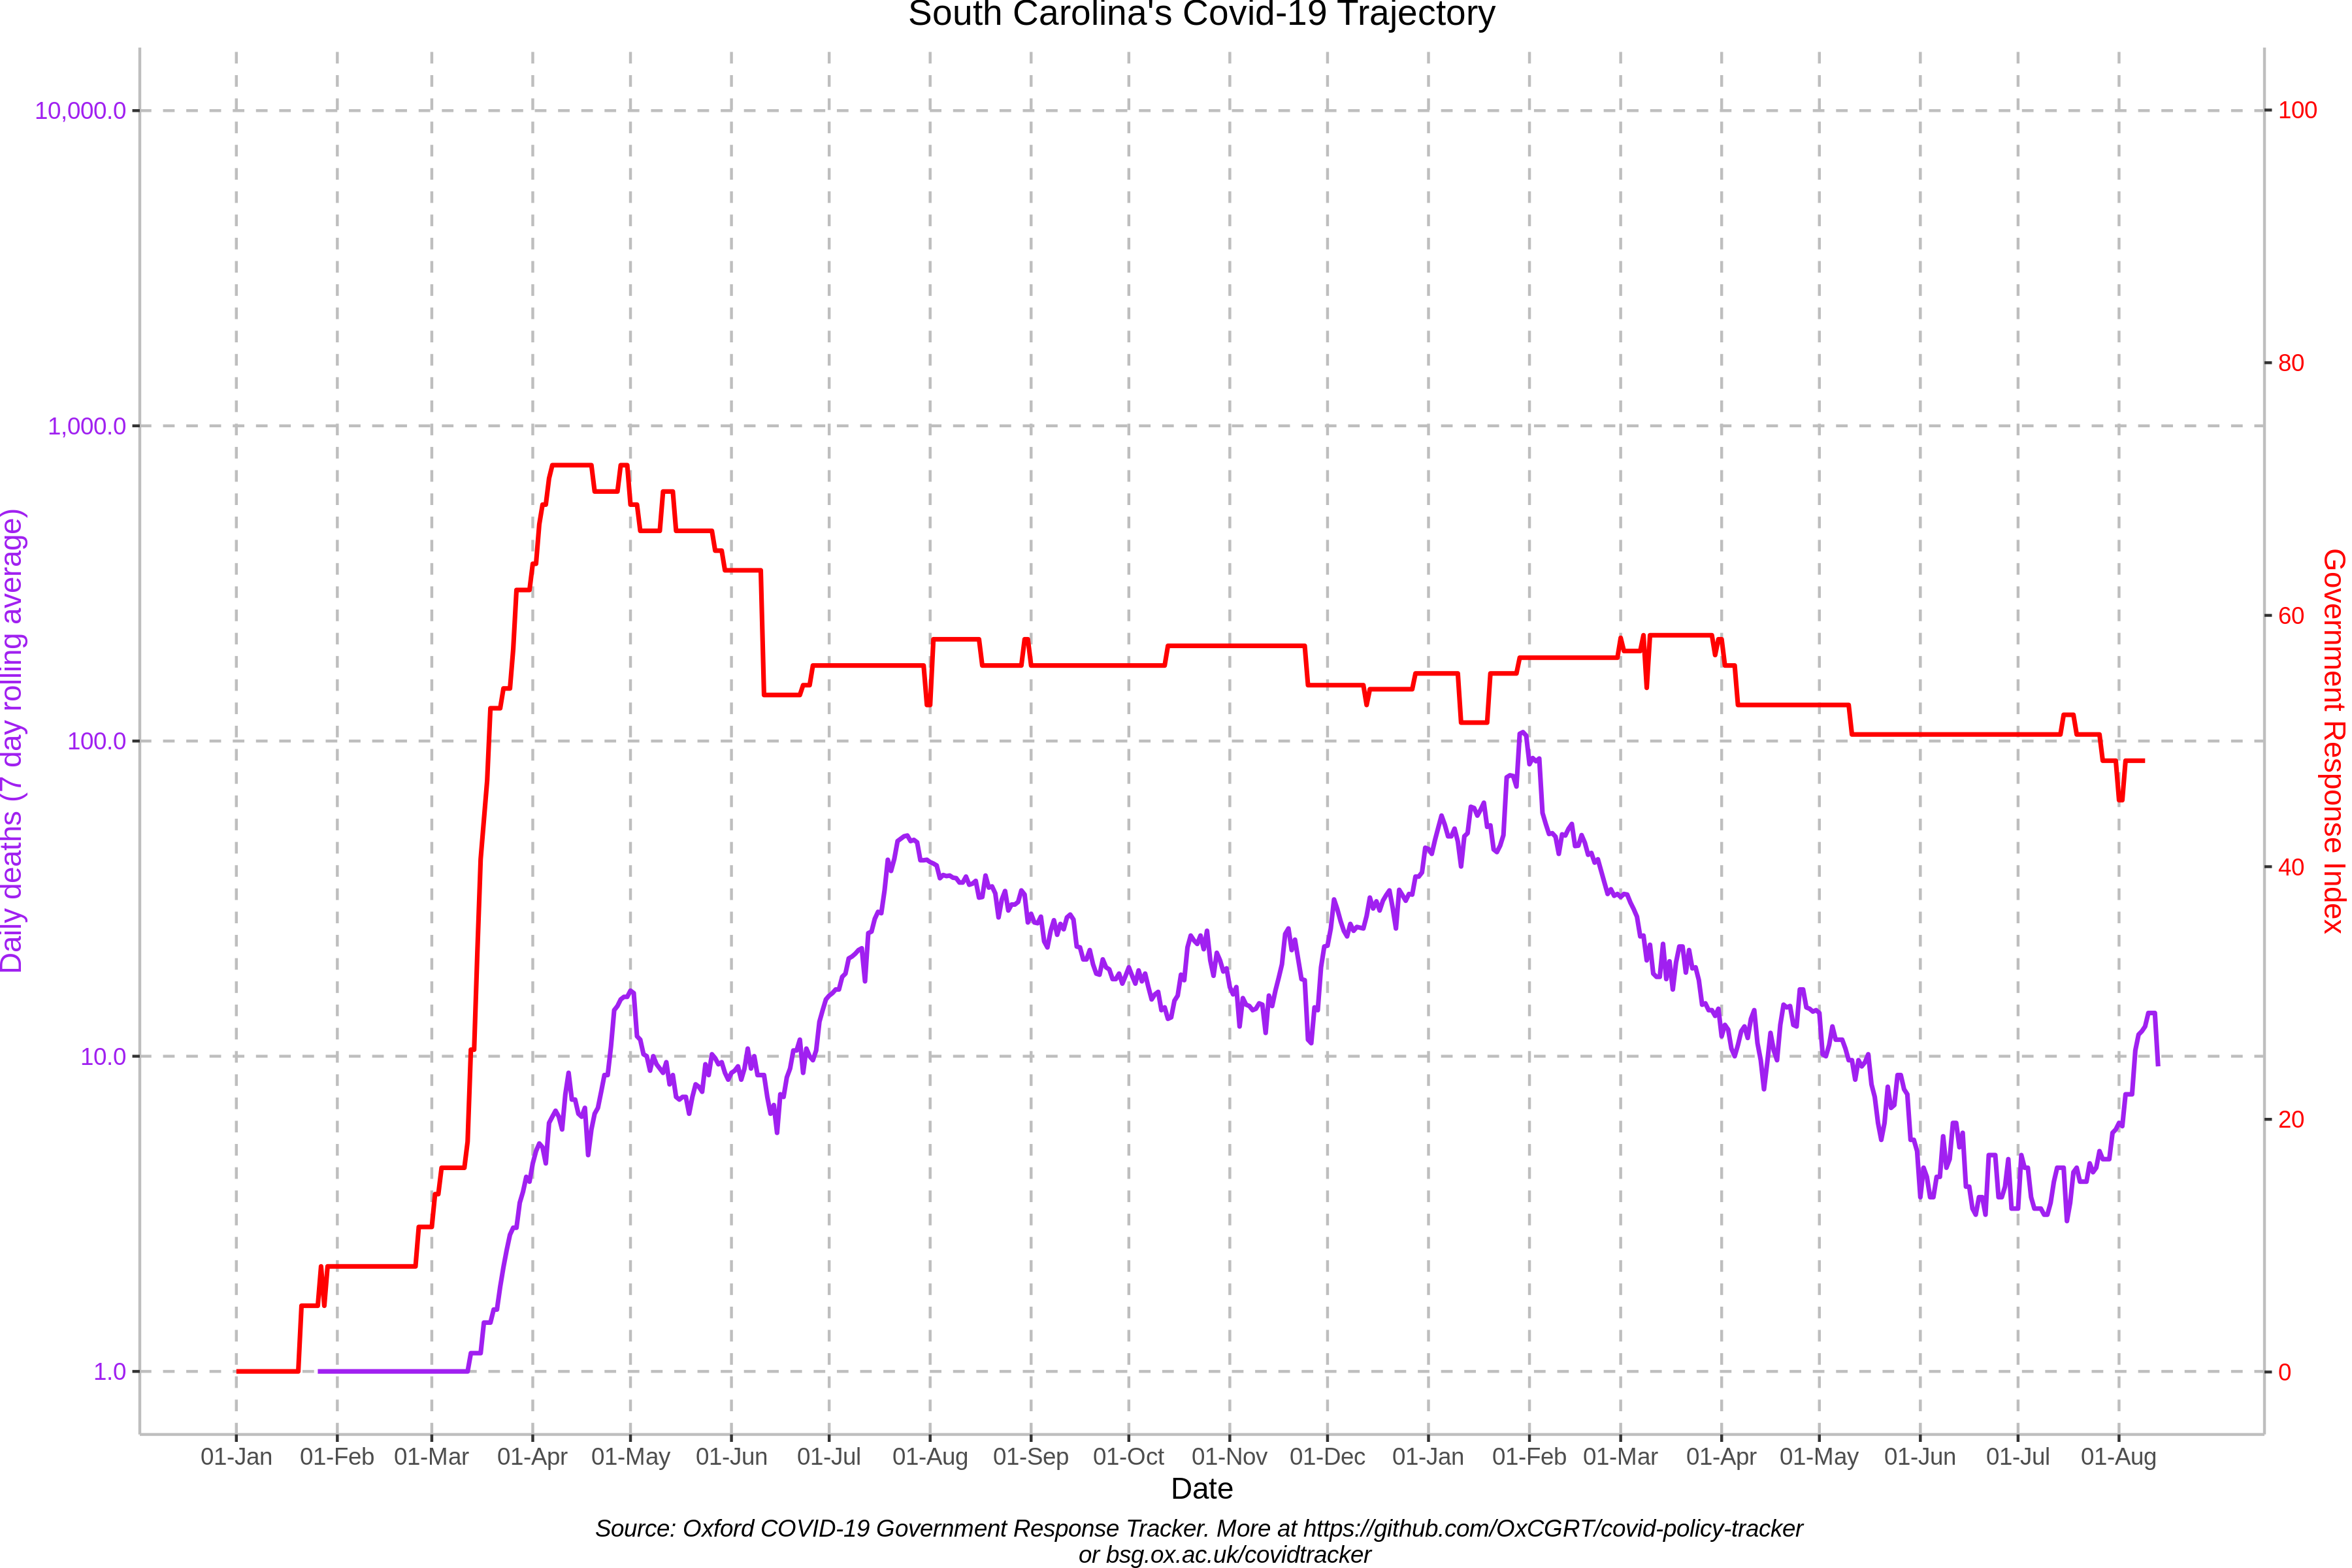 South Carolina's Covid-19 Trajectory
Daily deaths (7 day rolling average)
10,000.0
1,000.0
100.0
10.0
1.0
100
80
60
40
20
0
Government Response Index
01-Jan 01-Feb 01-Mar 01-Apr 01-May 01-Jun 01-Jul 01-Aug 01-Sep 01-Oct 01-Nov 01-Dec 01-Jan 01-Feb 01-Mar 01-Apr 01-May 01-Jun 01-Jul 01-Aug
Date
Source: Oxford COVID-19 Government Response Tracker. More at https://github.com/OxCGRT/covid-policy-tracker
or bsg.ox.ac.uk/covidtracker